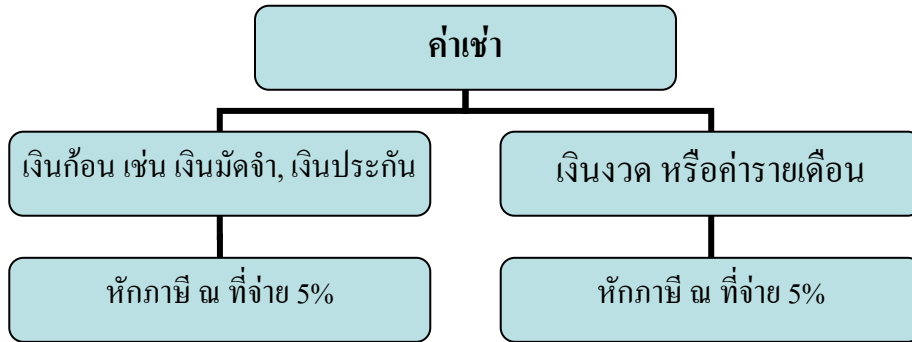 ค่าเช่า
เงินก้อน เช่น เงินมัดจำ, เงินประกัน
เงินงวด หรือค่ารายเดือน
หักภาษี ณ ที่จ่าย 5%
หักภาษี ณ ที่จ่าย 5%